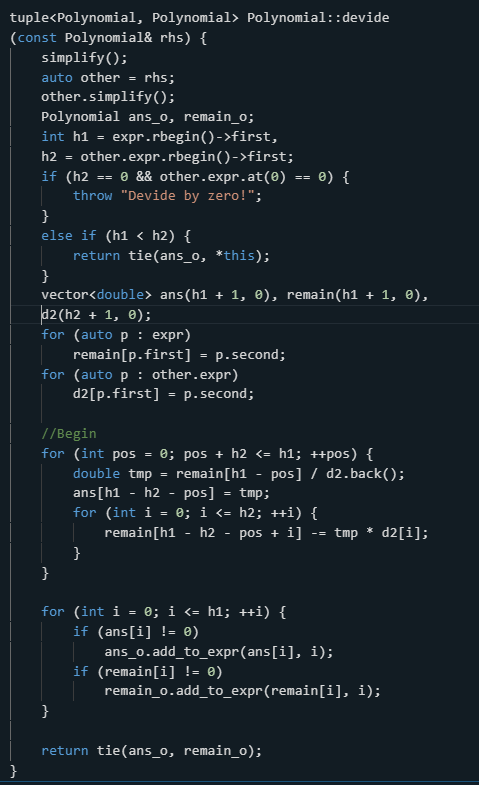 tuple<Polynomial, Polynomial> Polynomial::devide
(const Polynomial& rhs) {
    simplify();
    auto other = rhs;
    other.simplify();
    Polynomial ans_o, remain_o;
    int h1 = expr.rbegin()->first,
    h2 = other.expr.rbegin()->first;
    if (h2 == 0 && other.expr.at(0) == 0) {
        throw "Devide by zero!";
    }
    else if (h1 < h2) {
        return tie(ans_o, *this);
    }
    vector<double> ans(h1 + 1, 0), remain(h1 + 1, 0),
    d2(h2 + 1, 0);
    for (auto p : expr)
        remain[p.first] = p.second;
    for (auto p : other.expr)
        d2[p.first] = p.second;

    //Begin
    for (int pos = 0; pos + h2 <= h1; ++pos) {
        double tmp = remain[h1 - pos] / d2.back();
        ans[h1 - h2 - pos] = tmp;
        for (int i = 0; i <= h2; ++i) {
            remain[h1 - h2 - pos + i] -= tmp * d2[i];
        }
    }

    for (int i = 0; i <= h1; ++i) {
        if (ans[i] != 0)
            ans_o.add_to_expr(ans[i], i);
        if (remain[i] != 0)
            remain_o.add_to_expr(remain[i], i);
    }

    return tie(ans_o, remain_o);
}